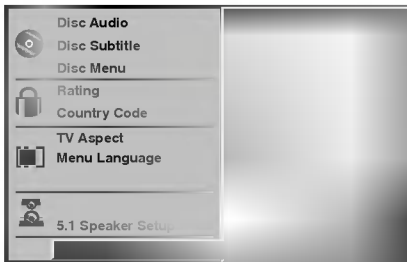 Disc Audio
Disc Subtitle
Disc Menu
Rating
Country Code
TV Aspect
Menu Language
5.1 Speaker Setup